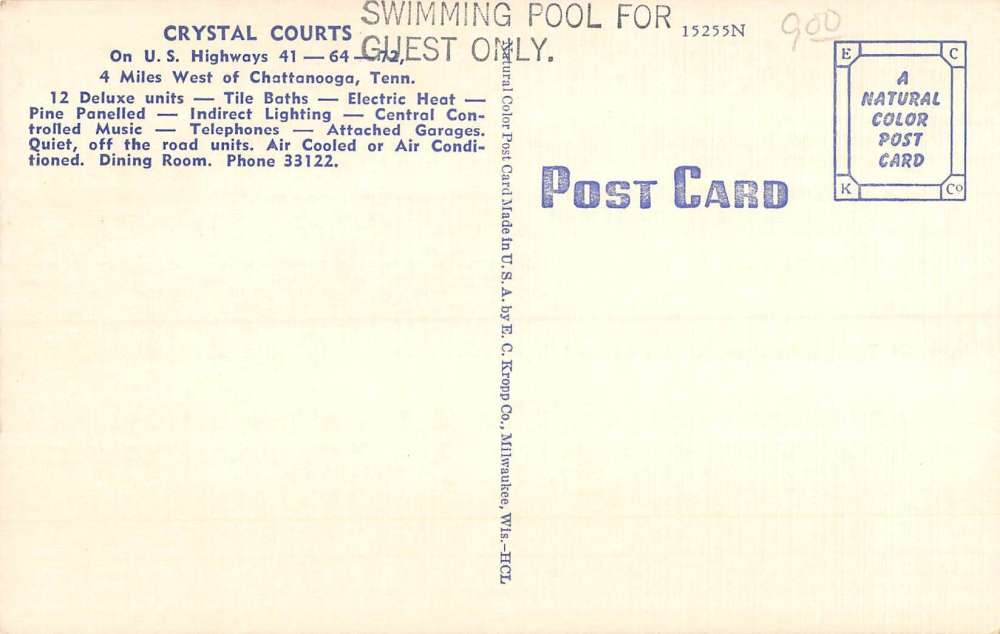 SWIMMING POOL FOR
GUEST ONLY.
15255N
900
CRYSTAL COURTS
On U. S. Highways 41 — 64 — 72,
4 Miles West of Chattanooga, Tenn.
12 Deluxe units — Tile Baths — Electric Heat —
Pine Panelled — Indirect Lighting — Central Con-
trolled Music — Telephones — Attached Garages.
Quiet, off the road units. Air Cooled or Air Condi-
tioned. Dining Room. Phone 33122.
Natural Color Post Card Made in U. S. A. by E. C. Kropp Co., Milwaukee, Wis.-HCL
POST CARD
E C
A
NATURAL
COLOR
POST
CARD
K Co